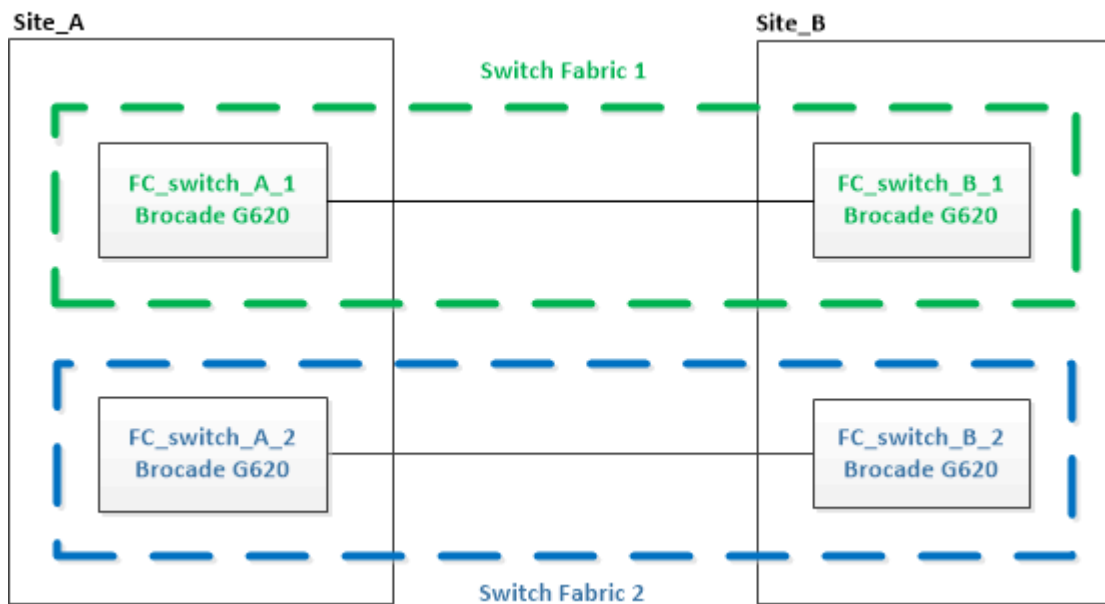 Site_A
Site_B
Switch Fabric 1
FC_switch_A_1
Brocade G620
FC_switch_B_1
Brocade G620
FC_switch_A_2
Brocade G620
FC_switch_B_2
Brocade G620
Switch Fabric 2